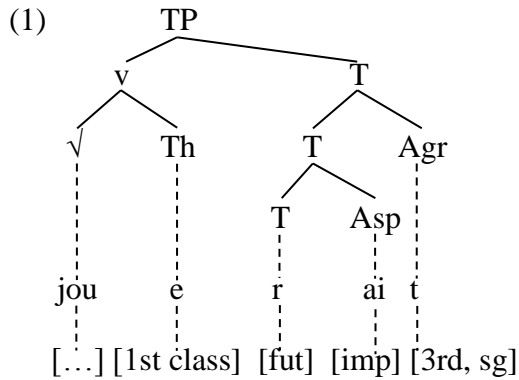 (1) TP
v T
√ Th T Agr
T Asp
jou e r ai t
[…] [1st class] [fut] [imp] [3rd, sg]